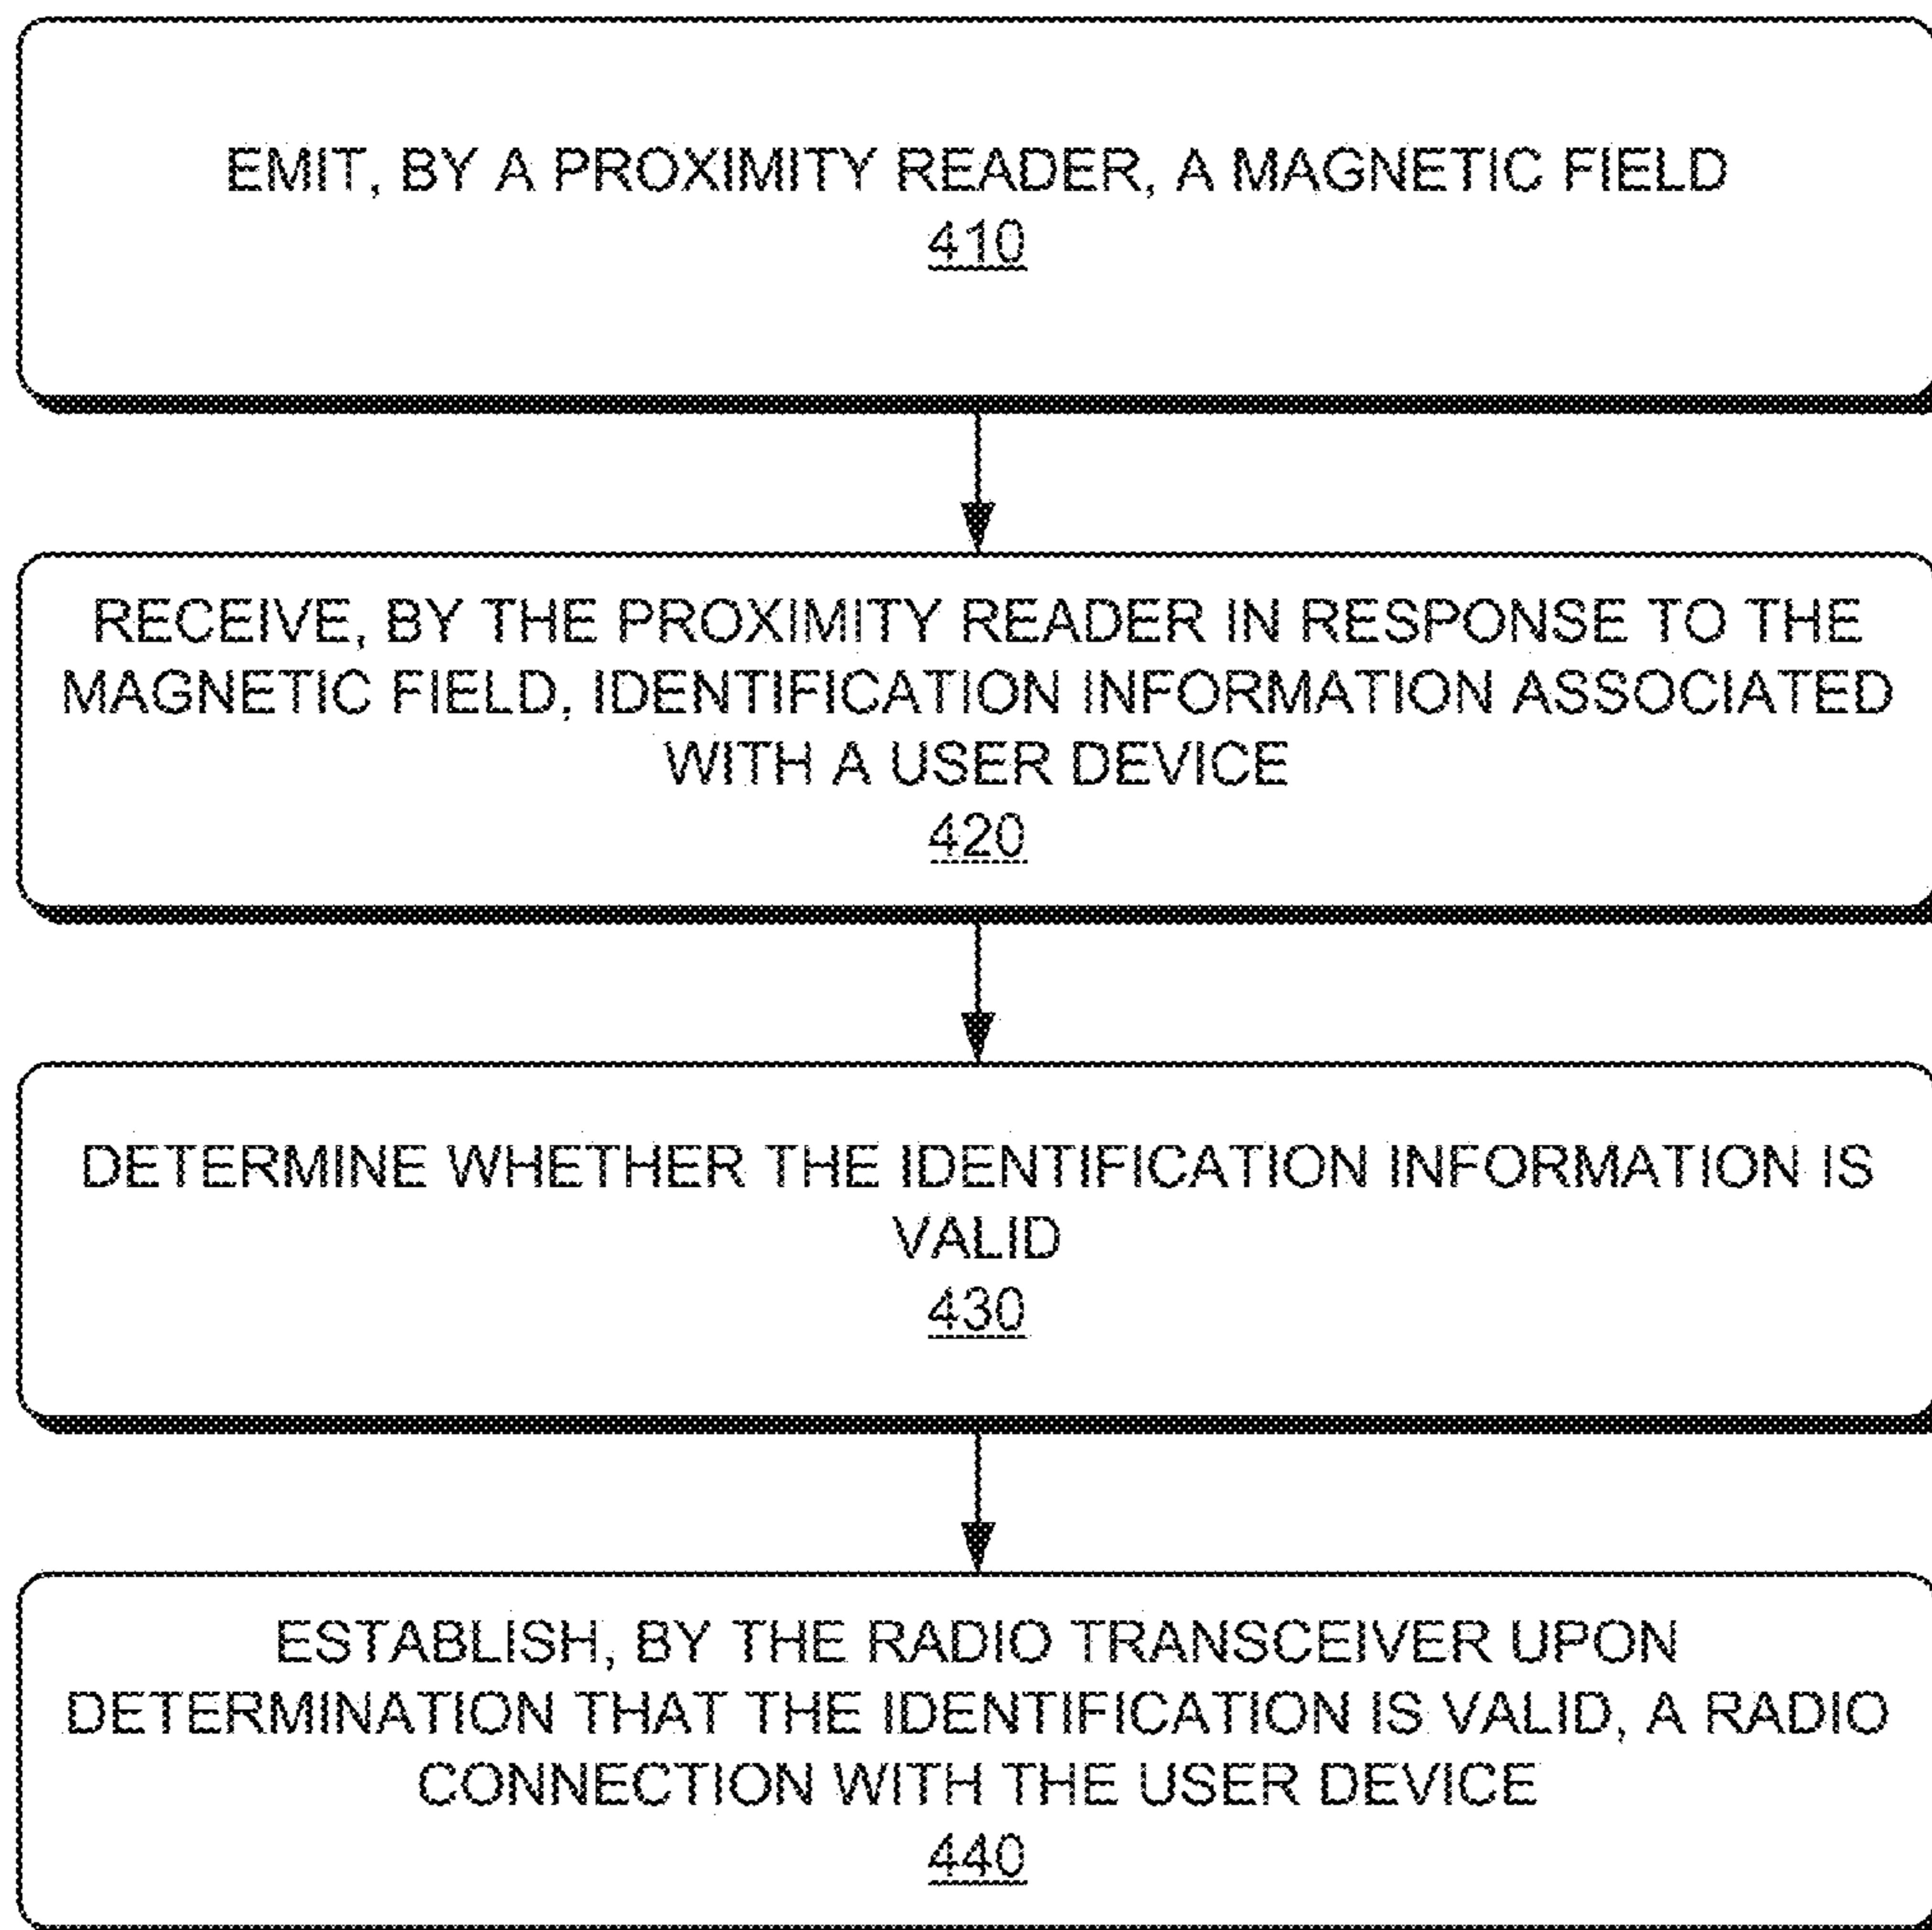 EMIT, BY A PROXIMITY READER, A MAGNETIC FIELD
410
RECEIVE, BY THE PROXIMITY READER IN RESPONSE TO THE
MAGNETIC FIELD, IDENTIFICATION INFORMATION ASSOCIATED
WITH A USER DEVICE
420
DETERMINE WHETHER THE IDENTIFICATION INFORMATION IS
VALID
430
ESTABLISH, BY THE RADIO TRANSCEIVER UPON
DETERMINATION THAT THE IDENTIFICATION IS VALID, A RADIO
CONNECTION WITH THE USER DEVICE
440